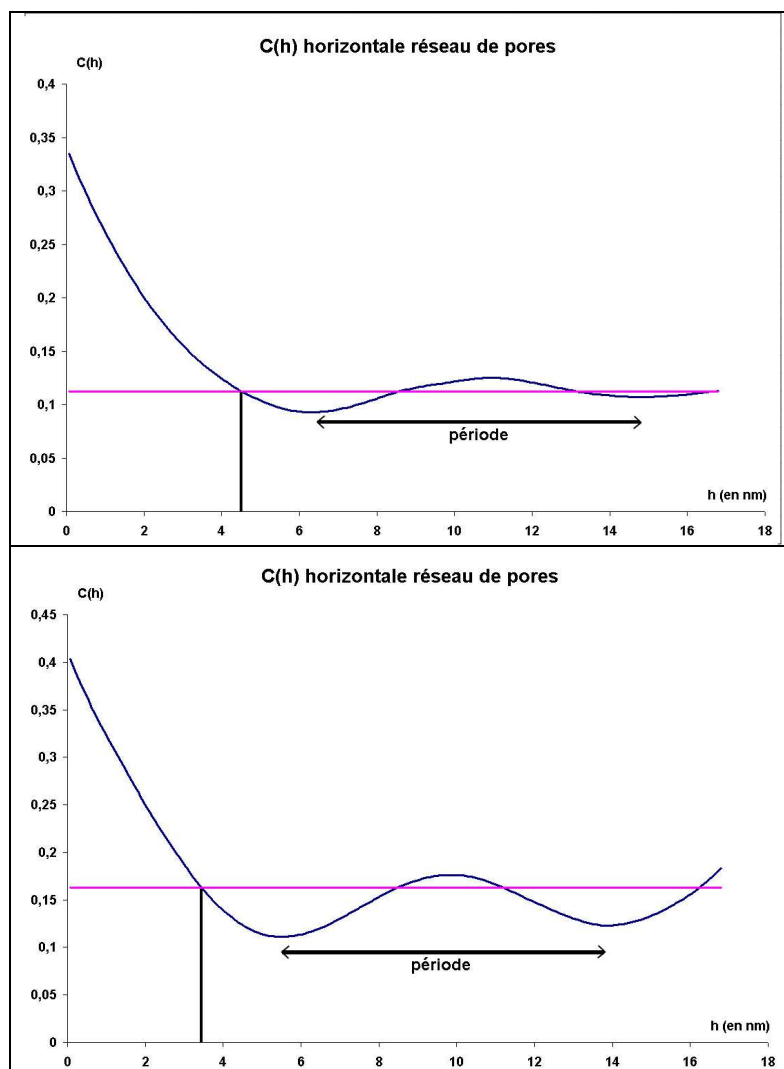 C(h) horizontale réseau de pores
C(h)
0,4
0,35
0,3
0,25
0,2
0,15
0,1
0,05
0
période
h (en nm)
0 2 4 6 8 10 12 14 16 18
C(h) horizontale réseau de pores
C(h)
0,45
0,4
0,35
0,3
0,25
0,2
0,15
0,1
0,05
0
période
h (en nm)
0 2 4 6 8 10 12 14 16 18